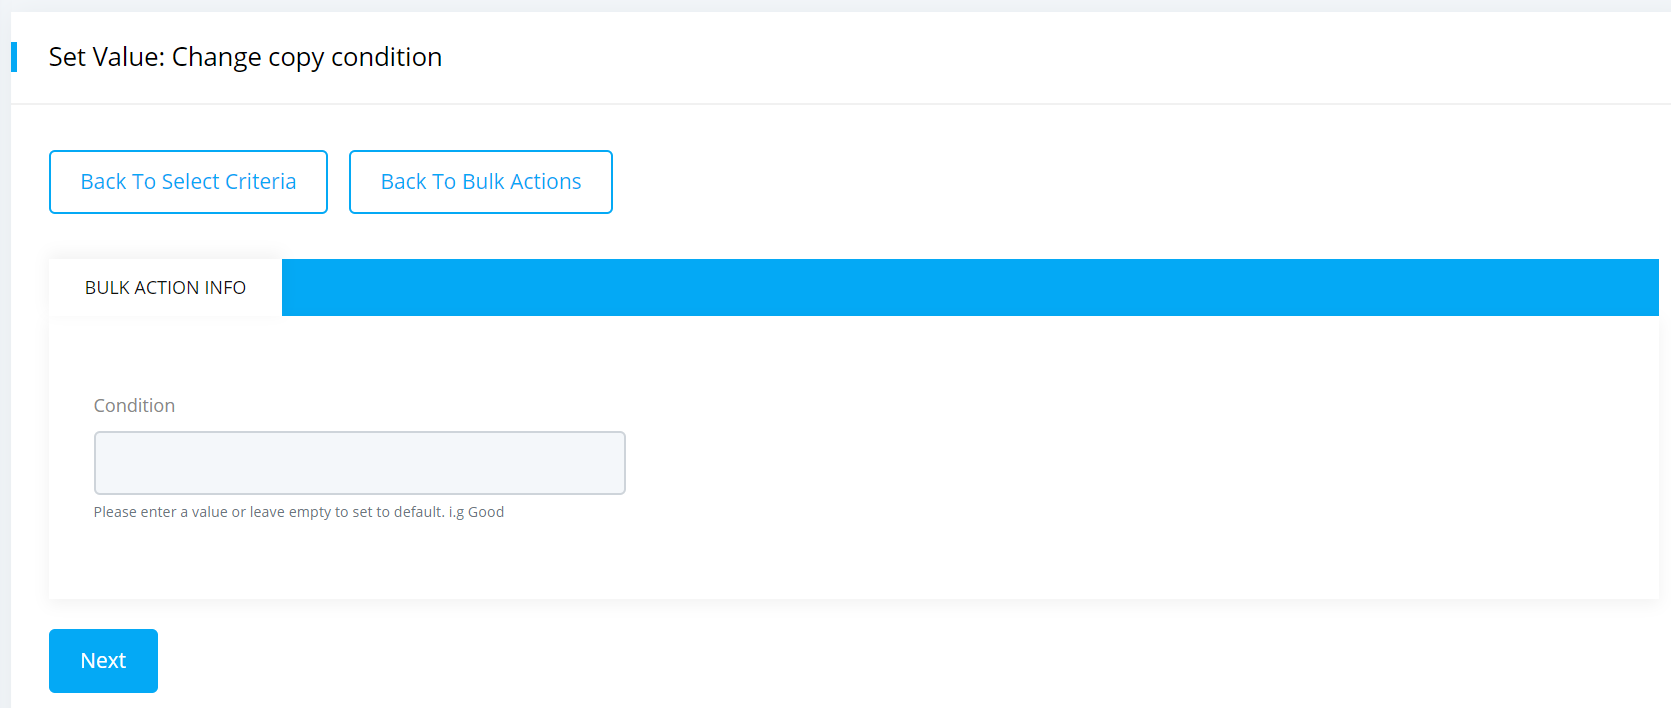 Set Value: Change copy condition
Back To Select Criteria
Back To Bulk Actions
BULK ACTION INFO
Condition
Please enter a value or leave empty to set to default. i.g Good
Next